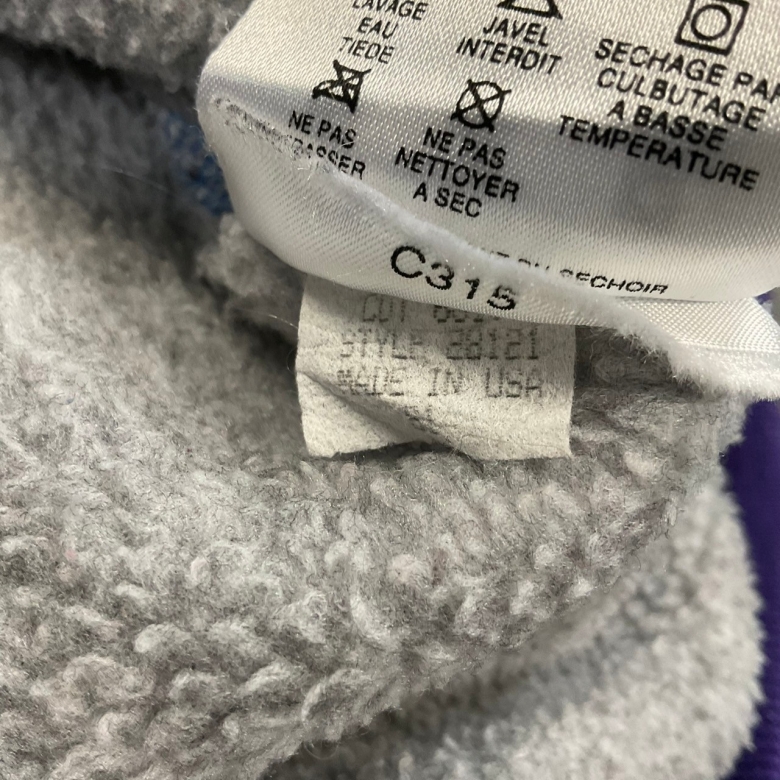 LAVAGE
EAU
TIEDE
JAVEL
INTERDIT
SECHAGE PAR
CULBUTAGE
A BASSE
TEMPERATURE
NE PAS
NE PAS
NETTOYER
A SEC
SECHOIR
C315
CUT
STYLE 28121
MADE IN USA